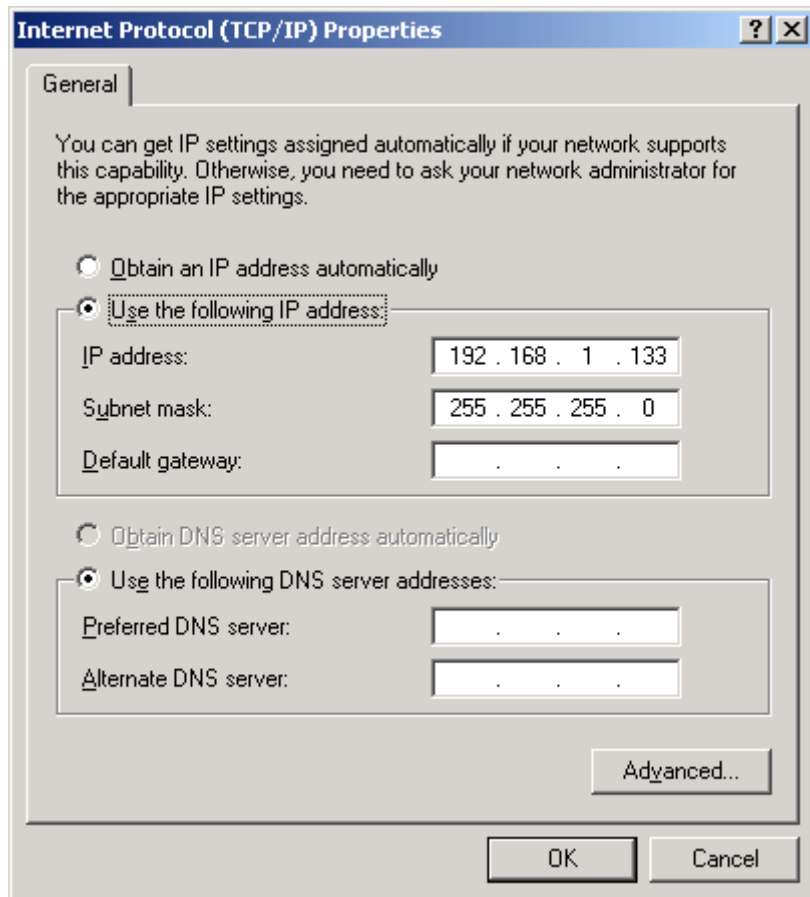 Internet Protocol (TCP/IP) Properties
General
You can get IP settings assigned automatically if your network supports
this capability. Otherwise, you need to ask your network administrator for
the appropriate IP settings.
Obtain an IP address automatically
Use the following IP address:
IP address: 192 . 168 . 1 . 133
Subnet mask: 255 . 255 . 255 . 0
Default gateway: . . .
Obtain DNS server address automatically
Use the following DNS server addresses:
Preferred DNS server: . . .
Alternate DNS server: . . .
Advanced...
OK Cancel